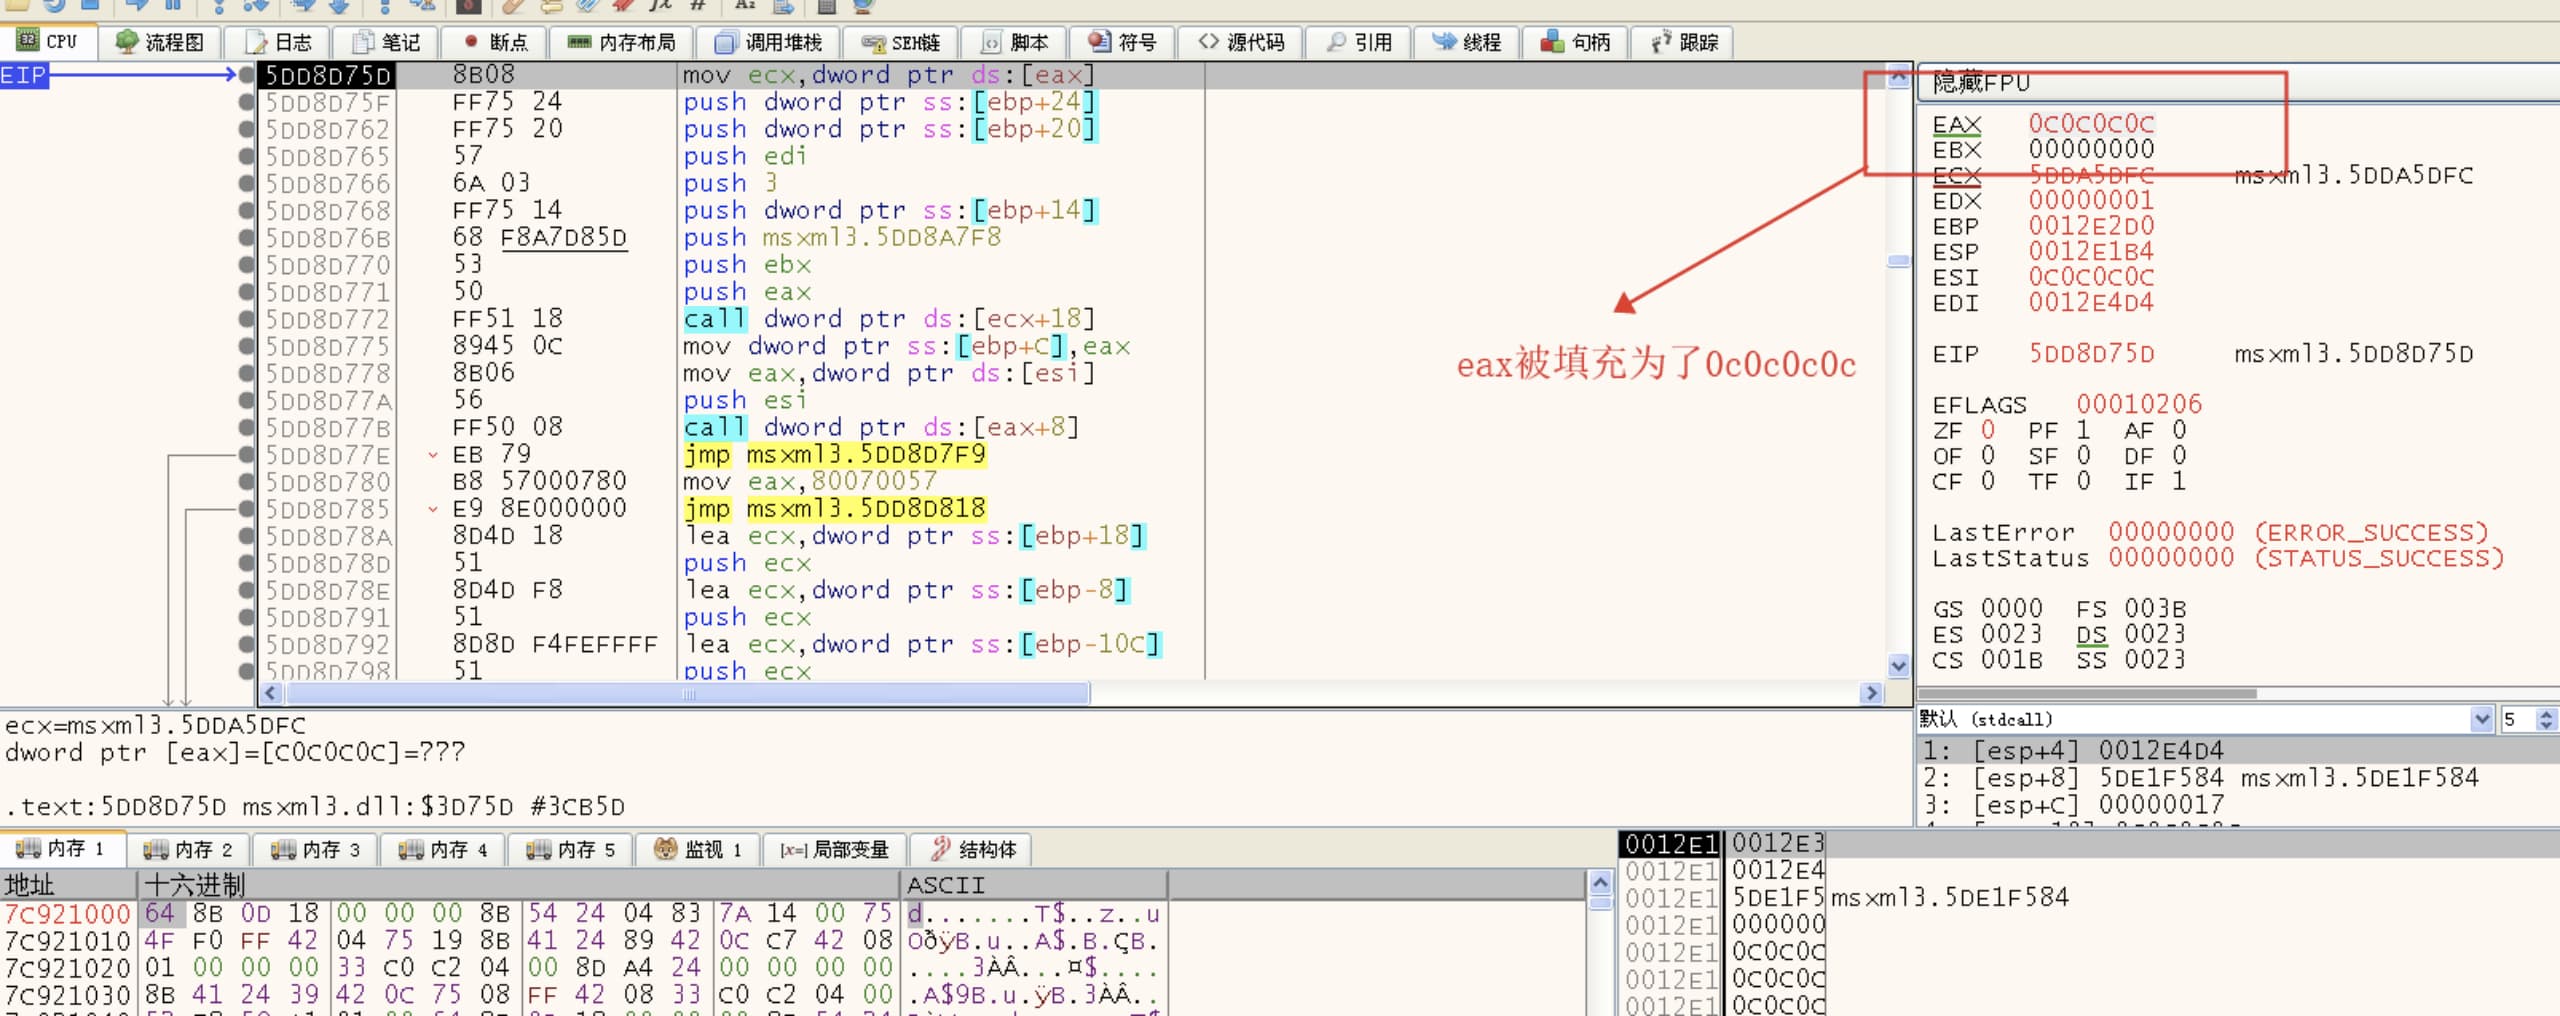 CPU 流程图 日志 笔记 断点 内存布局 调用堆栈 SEH链 脚本 符号 源代码 引用 线程 句柄 跟踪
EIP 5DD8D75D 8B08 mov ecx,dword ptr ds:[eax]
5DD8D75F FF75 24 push dword ptr ss:[ebp+24]
5DD8D762 FF75 20 push dword ptr ss:[ebp+20]
5DD8D765 57 push edi
5DD8D766 6A 03 push 3
5DD8D768 FF75 14 push dword ptr ss:[ebp+14]
5DD8D76B 68 F8A7D85D push msxml3.5DD8A7F8
5DD8D770 53 push ebx
5DD8D771 50 push eax
5DD8D772 FF51 18 call dword ptr ds:[ecx+18]
5DD8D775 8945 0C mov dword ptr ss:[ebp+C],eax
5DD8D778 8B06 mov eax,dword ptr ds:[esi]
5DD8D77A 56 push esi
5DD8D77B FF50 08 call dword ptr ds:[eax+8]
5DD8D77E EB 79 jmp msxml3.5DD8D7F9
5DD8D780 B8 57000780 mov eax,80070057
5DD8D785 E9 8E000000 jmp msxml3.5DD8D818
5DD8D78A 8D4D 18 lea ecx,dword ptr ss:[ebp+18]
5DD8D78D 51 push ecx
5DD8D78E 8D4D F8 lea ecx,dword ptr ss:[ebp-8]
5DD8D791 51 push ecx
5DD8D792 8D8D F4FEFFFF lea ecx,dword ptr ss:[ebp-10C]
5DD8D798 51 push ecx
eax被填充为了0c0c0c0c
隐藏FPU
EAX 0C0C0C0C
EBX 00000000
ECX 5DDA5DFC msxml3.5DDA5DFC
EDX 00000001
EBP 0012E2D0
ESP 0012E1B4
ESI 0C0C0C0C
EDI 0012E4D4
EIP 5DD8D75D msxml3.5DD8D75D
EFLAGS 00010206
ZF 0 PF 1 AF 0
OF 0 SF 0 DF 0
CF 0 TF 0 IF 1
LastError 00000000 (ERROR_SUCCESS)
LastStatus 00000000 (STATUS_SUCCESS)
GS 0000 FS 003B
ES 0023 DS 0023
CS 001B SS 0023
ecx=msxml3.5DDA5DFC
dword ptr [eax]=[C0C0C0C]=???
.text:5DD8D75D msxml3.dll:$3D75D #3CB5D
默认 (stdcall) 5
1: [esp+4] 0012E4D4
2: [esp+8] 5DE1F584 msxml3.5DE1F584
3: [esp+C] 00000017
内存 1 内存 2 内存 3 内存 4 内存 5 监视 1 [x=] 局部变量 结构体
地址 十六进制 ASCII
7C921000 64 8B 0D 18 00 00 00 8B 54 24 04 83 7A 14 00 75 d.......T$..z..u
7C921010 4F F0 FF 42 04 75 19 8B 41 24 89 42 0C C7 42 08 OðÿB.u..A$.B.ÇB.
7C921020 01 00 00 00 33 C0 C2 04 00 8D A4 24 00 00 00 00 ....3ÀÂ...¤$....
7C921030 8B 41 24 39 42 0C 75 08 FF 42 08 33 C0 C2 04 00 .A$9B.u.ÿB.3ÀÂ..
0012E1 0012E3
0012E1 0012E4
0012E1 5DE1F5 msxml3.5DE1F584
0012E1 000000
0012E1 0C0C0C
0012E1 0C0C0C
0012E1 0C0C0C